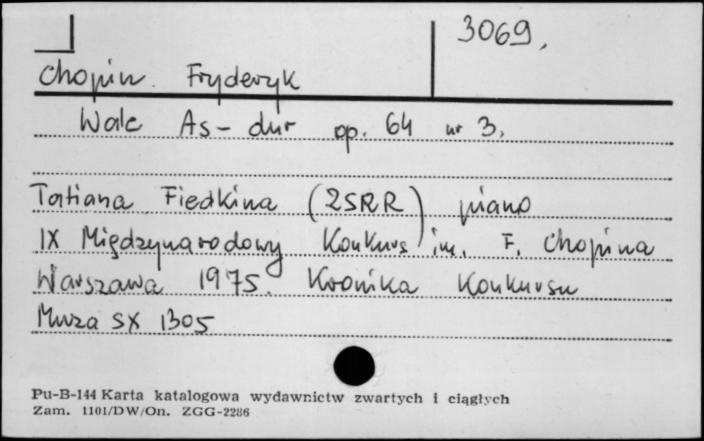 3069.
Chopin Fryderyk
Walc As-dur op. 64 nr 3.
Tatiana Fiedkina (ZSRR) piano
IX Międzynarodowy Konkurs im. F. Chopina
Warszawa 1975. Kronika Konkursu
Muza SX 1305
Pu-B-144 Karta katalogowa wydawnictw zwartych i ciągłych
Zam. 1101/DW/On. ZGG-2286